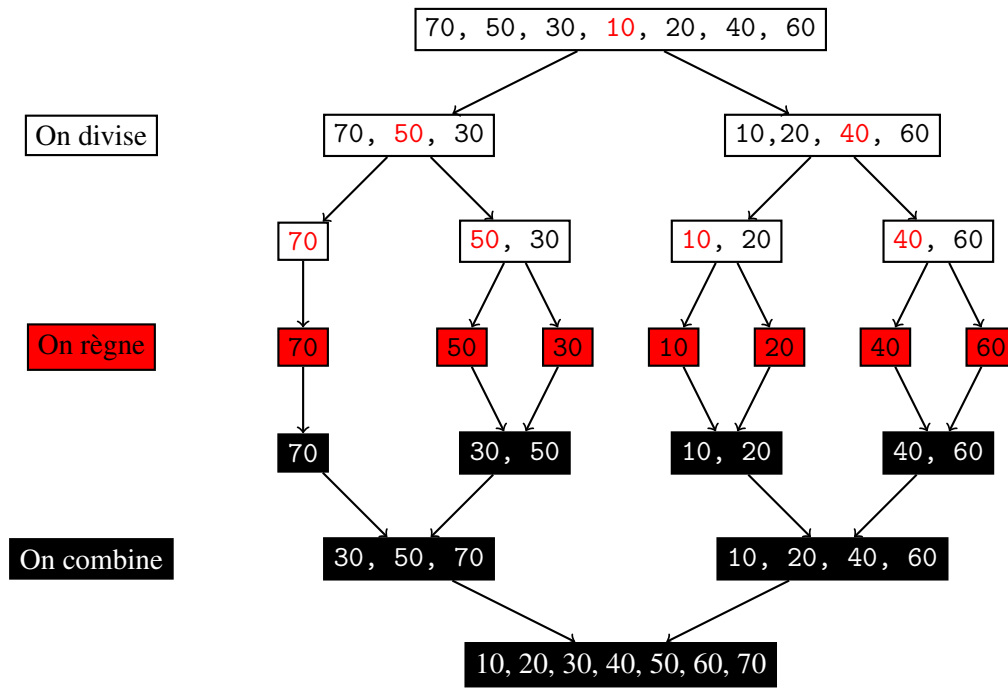 70, 50, 30, 10, 20, 40, 60
On divise
70, 50, 30
10,20, 40, 60
70
50, 30
10, 20
40, 60
On règne
70
50
30
10
20
40
60
70
30, 50
10, 20
40, 60
On combine
30, 50, 70
10, 20, 40, 60
10, 20, 30, 40, 50, 60, 70